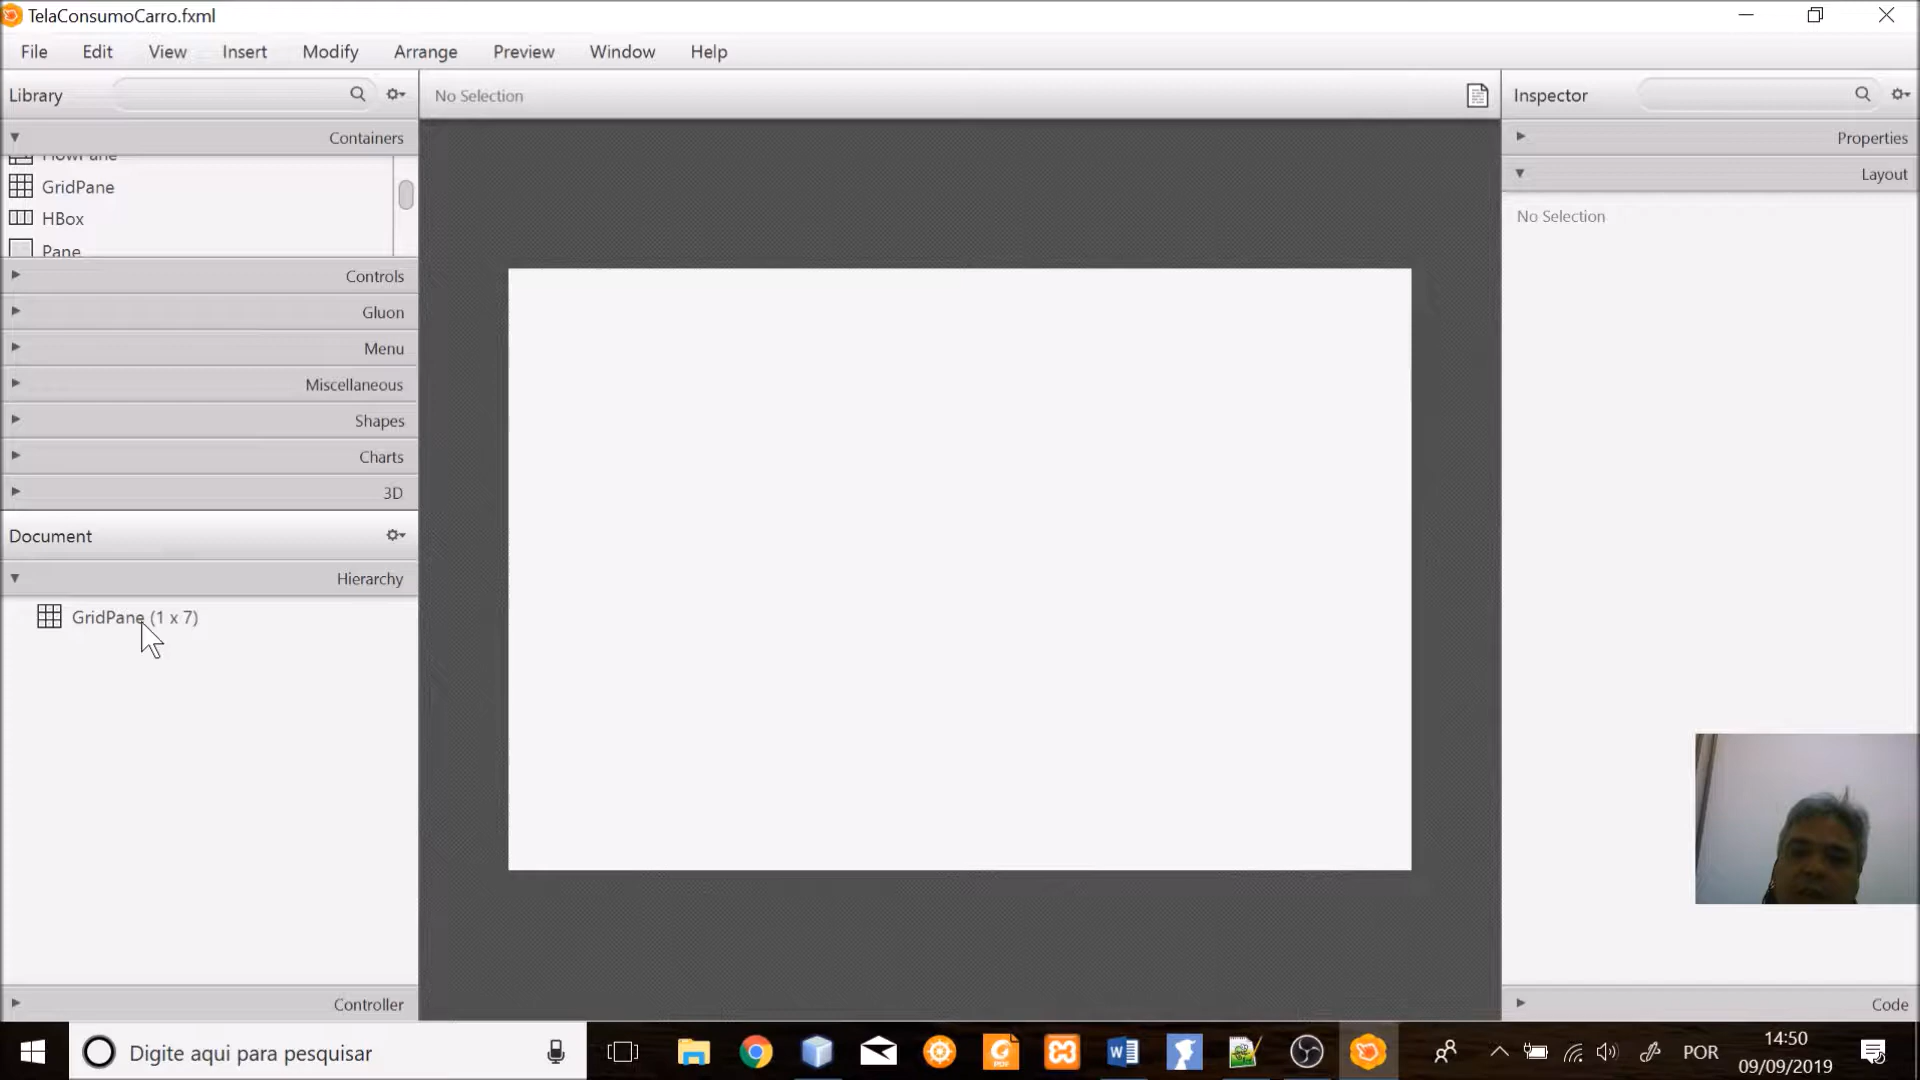 TelaConsumoCarro.fxml
File Edit View Insert Modify Arrange Preview Window Help
Library
No Selection
Inspector
Containers
FlowPane
GridPane
HBox
Pane
Controls
Gluon
Menu
Miscellaneous
Shapes
Charts
3D
Document
Hierarchy
GridPane (1 x 7)
Controller
Properties
Layout
No Selection
Code
Digite aqui para pesquisar
POR
14:50
09/09/2019